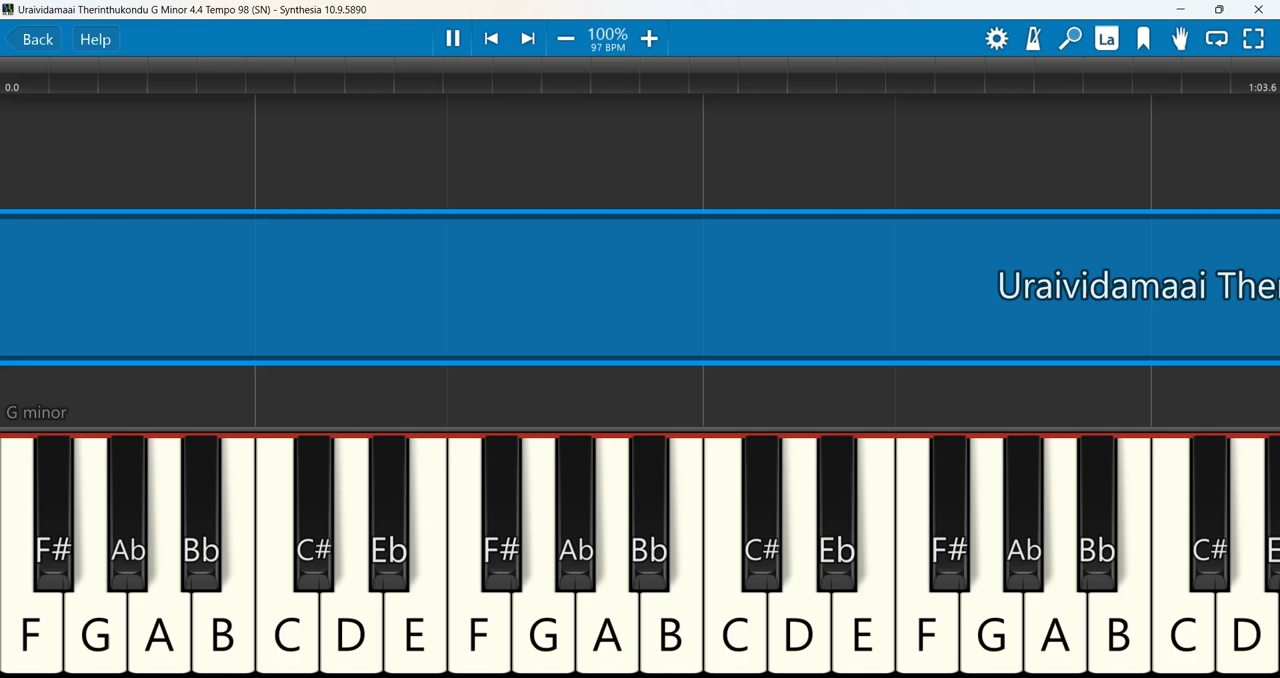 Uraividamaai Therinthukondu G Minor 4.4 Tempo 98 (SN) - Synthesia 10.9.5890
Back Help 100% La
97 BPM
0.0 1:03.6
Uraividamaai Ther
G minor
F# Ab Bb C# Eb F# Ab Bb C# Eb F# Ab Bb C# E
F G A B C D E F G A B C D E F G A B C D